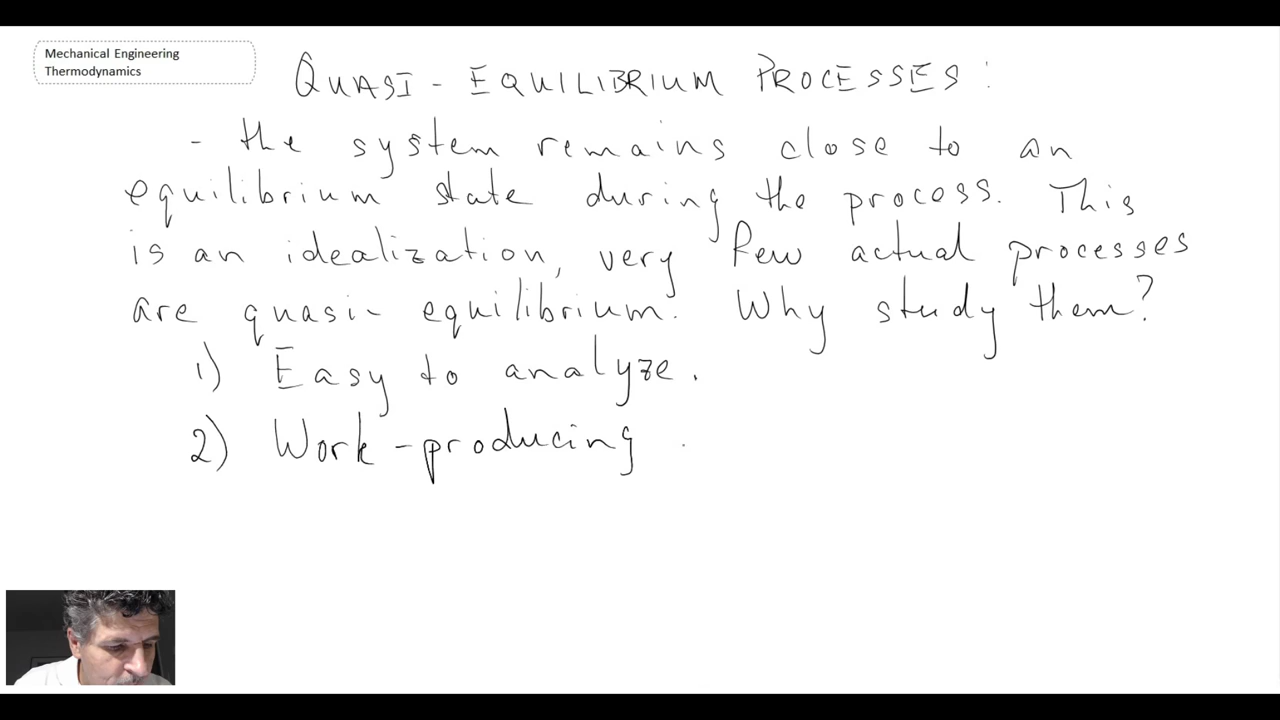 Mechanical Engineering
Thermodynamics
QUASI-EQUILIBRIUM PROCESSES:
- the system remains close to an
equilibrium state during the process. This
is an idealization, very few actual processes
are quasi-equilibrium. Why study them?
1) Easy to analyze.
2) Work-producing